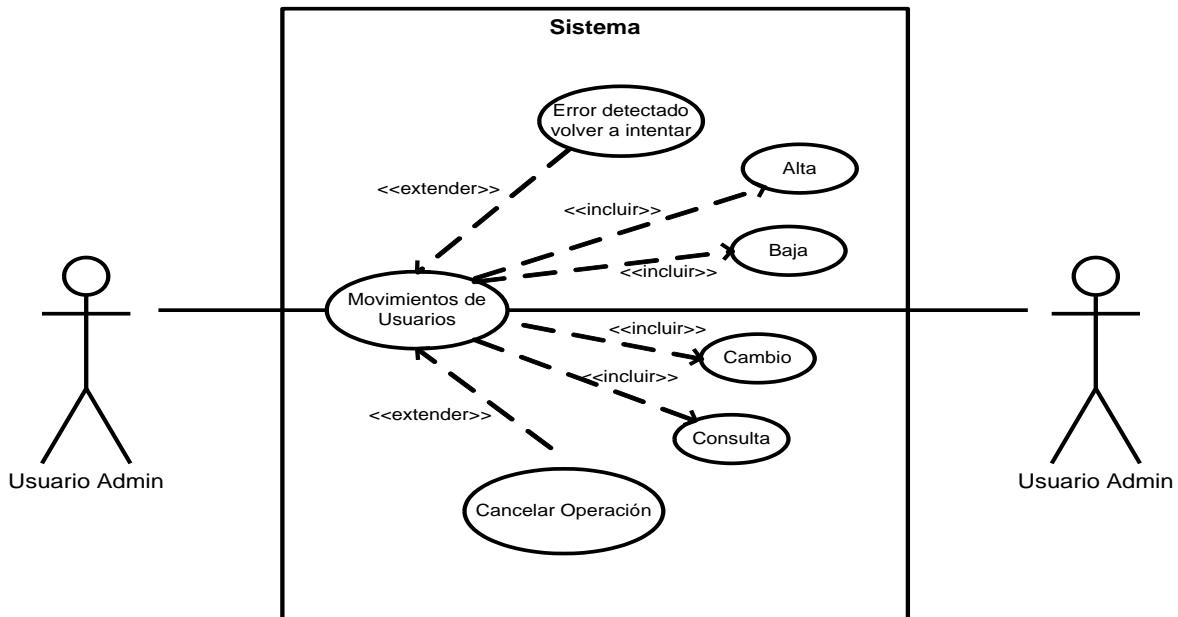 Sistema
Error detectado
volver a intentar
Alta
<<extender>>
<<incluir>>
Baja
<<incluir>>
Movimientos de
Usuarios
<<incluir>>
Cambio
<<incluir>>
<<extender>>
Consulta
Usuario Admin
Usuario Admin
Cancelar Operación